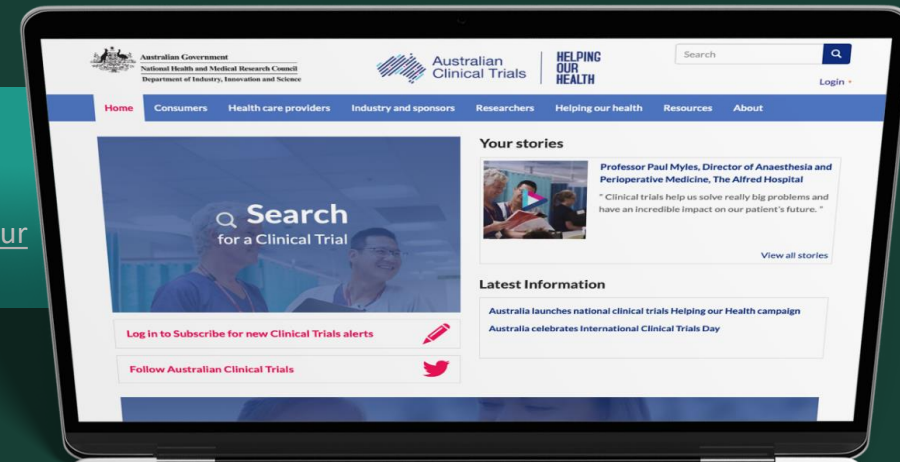 ur
Australian Government
National Health and Medical Research Council
Department of Industry, Innovation and Science
Australian
Clinical Trials
HELPING
OUR
HEALTH
Search
Login
Home Consumers Health care providers Industry and sponsors Researchers Helping our health Resources About
Search
for a Clinical Trial
Log in to Subscribe for new Clinical Trials alerts
Follow Australian Clinical Trials
Your stories
Professor Paul Myles, Director of Anaesthesia and
Perioperative Medicine, The Alfred Hospital
" Clinical trials help us solve really big problems and
have an incredible impact on our patient's future. "
View all stories
Latest Information
Australia launches national clinical trials Helping our Health campaign
Australia celebrates International Clinical Trials Day